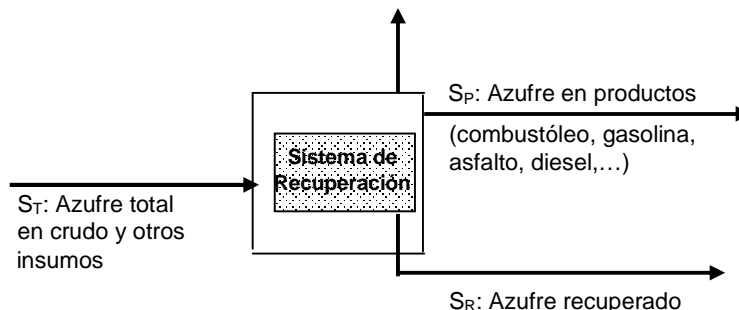 S_P: Azufre en productos
(combustóleo, gasolina,
asfalto, diesel,…)
Sistema de
Recuperación
S_T: Azufre total
en crudo y otros
insumos
S_R: Azufre recuperado